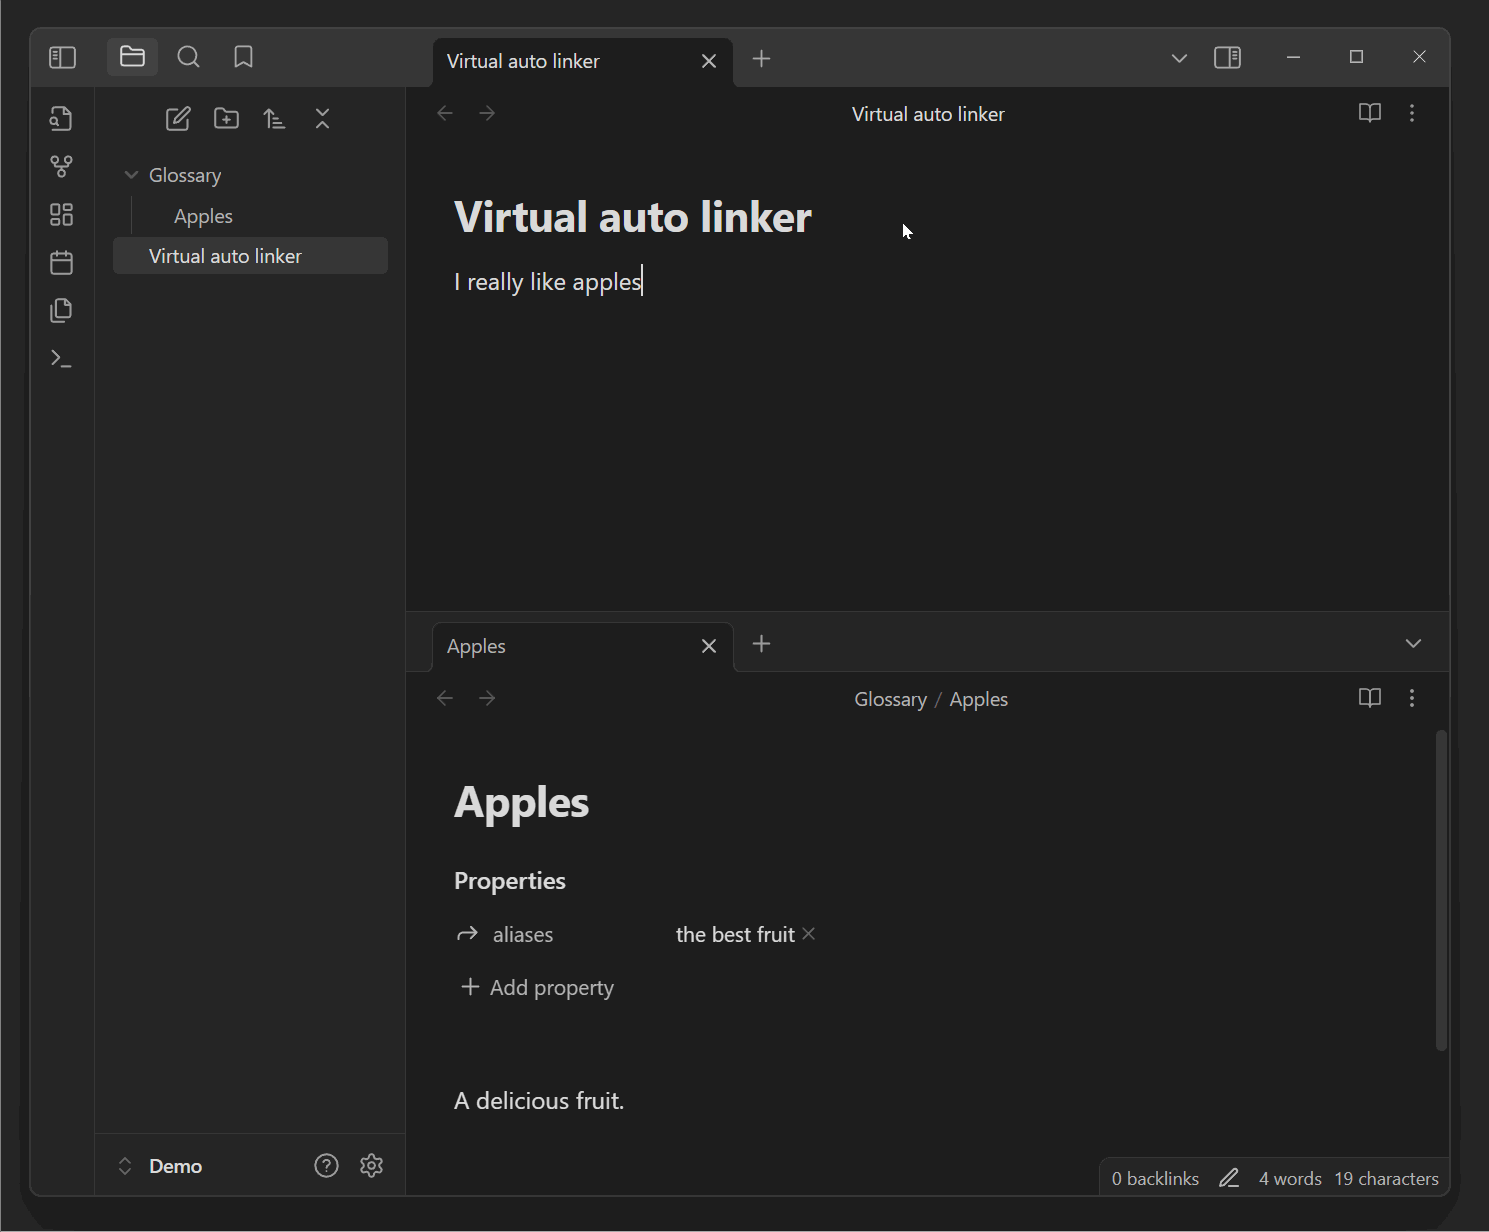 Virtual auto linker
Virtual auto linker
Glossary
Apples
Virtual auto linker
Virtual auto linker
I really like apples
Apples
Glossary / Apples
Apples
Properties
aliases the best fruit
Add property
A delicious fruit.
Demo
0 backlinks 4 words 19 characters